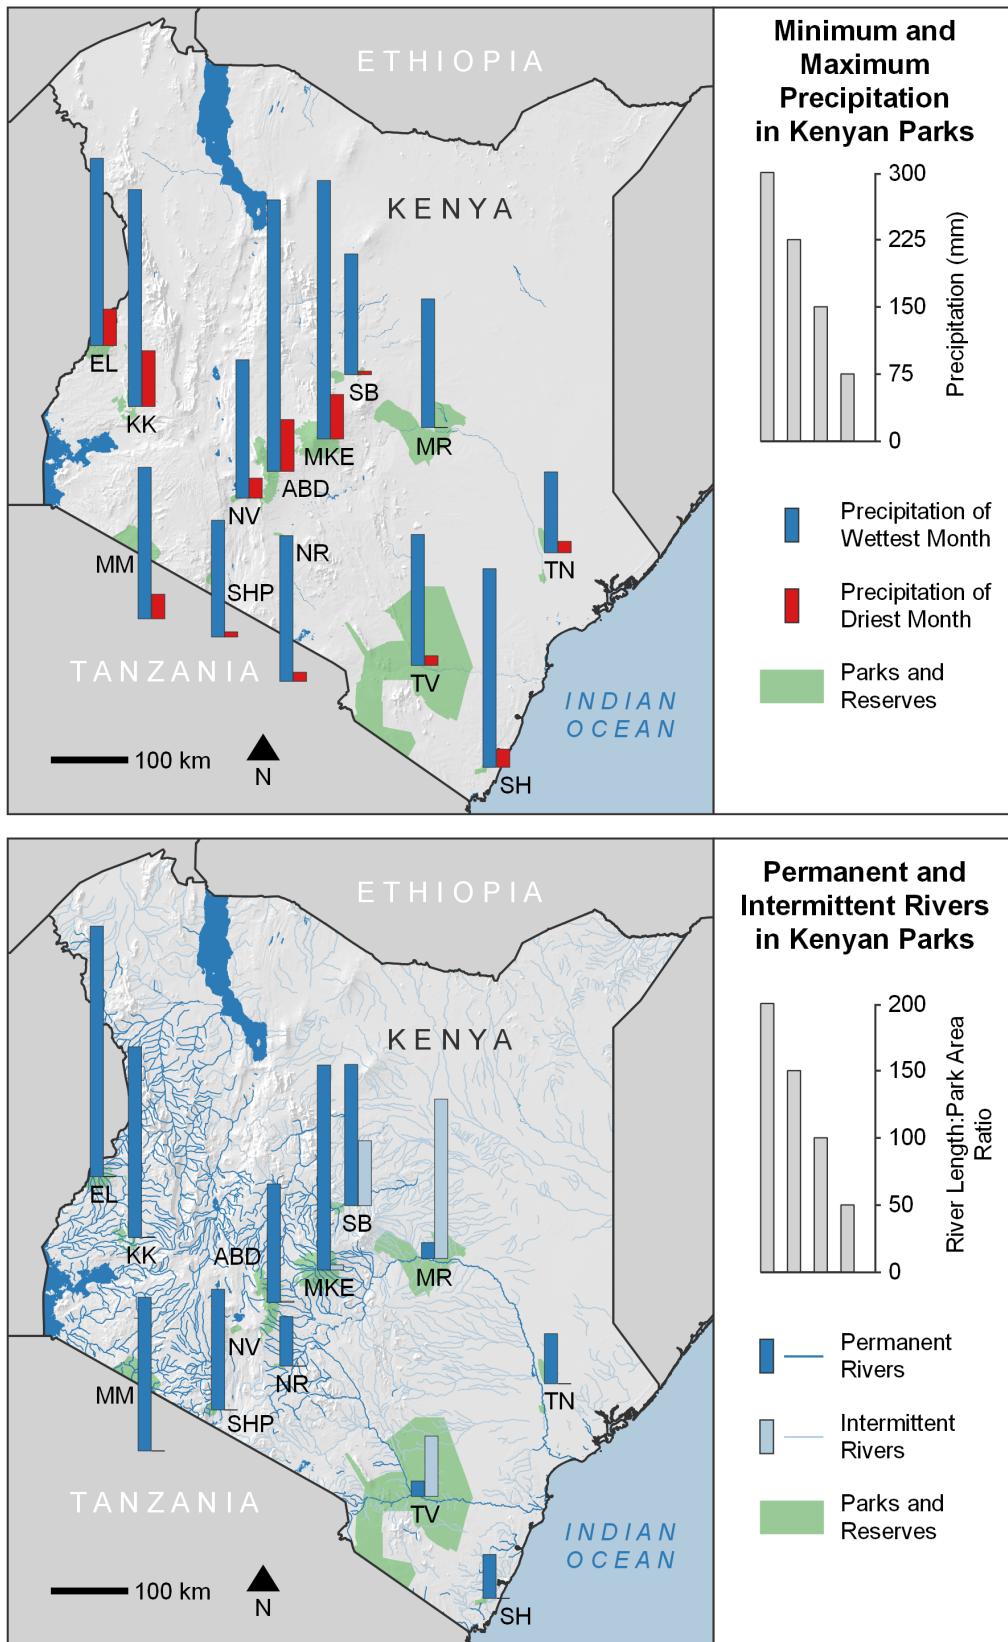 ETHIOPIA
KENYA
EL
KK
SB
MR
MKE
ABD
NV
NR
MM
SHP
TN
TANZANIA
TV
INDIAN
OCEAN
100 km
N
SH
Minimum and
Maximum
Precipitation
in Kenyan Parks
300
225
150
75
0
Precipitation (mm)
Precipitation of
Wettest Month
Precipitation of
Driest Month
Parks and
Reserves
ETHIOPIA
KENYA
EL
KK
SB
ABD
MKE
MR
NV
NR
MM
SHP
TN
TANZANIA
TV
INDIAN
OCEAN
100 km
N
SH
Permanent and
Intermittent Rivers
in Kenyan Parks
200
150
100
50
0
River Length:Park Area
Ratio
Permanent
Rivers
Intermittent
Rivers
Parks and
Reserves